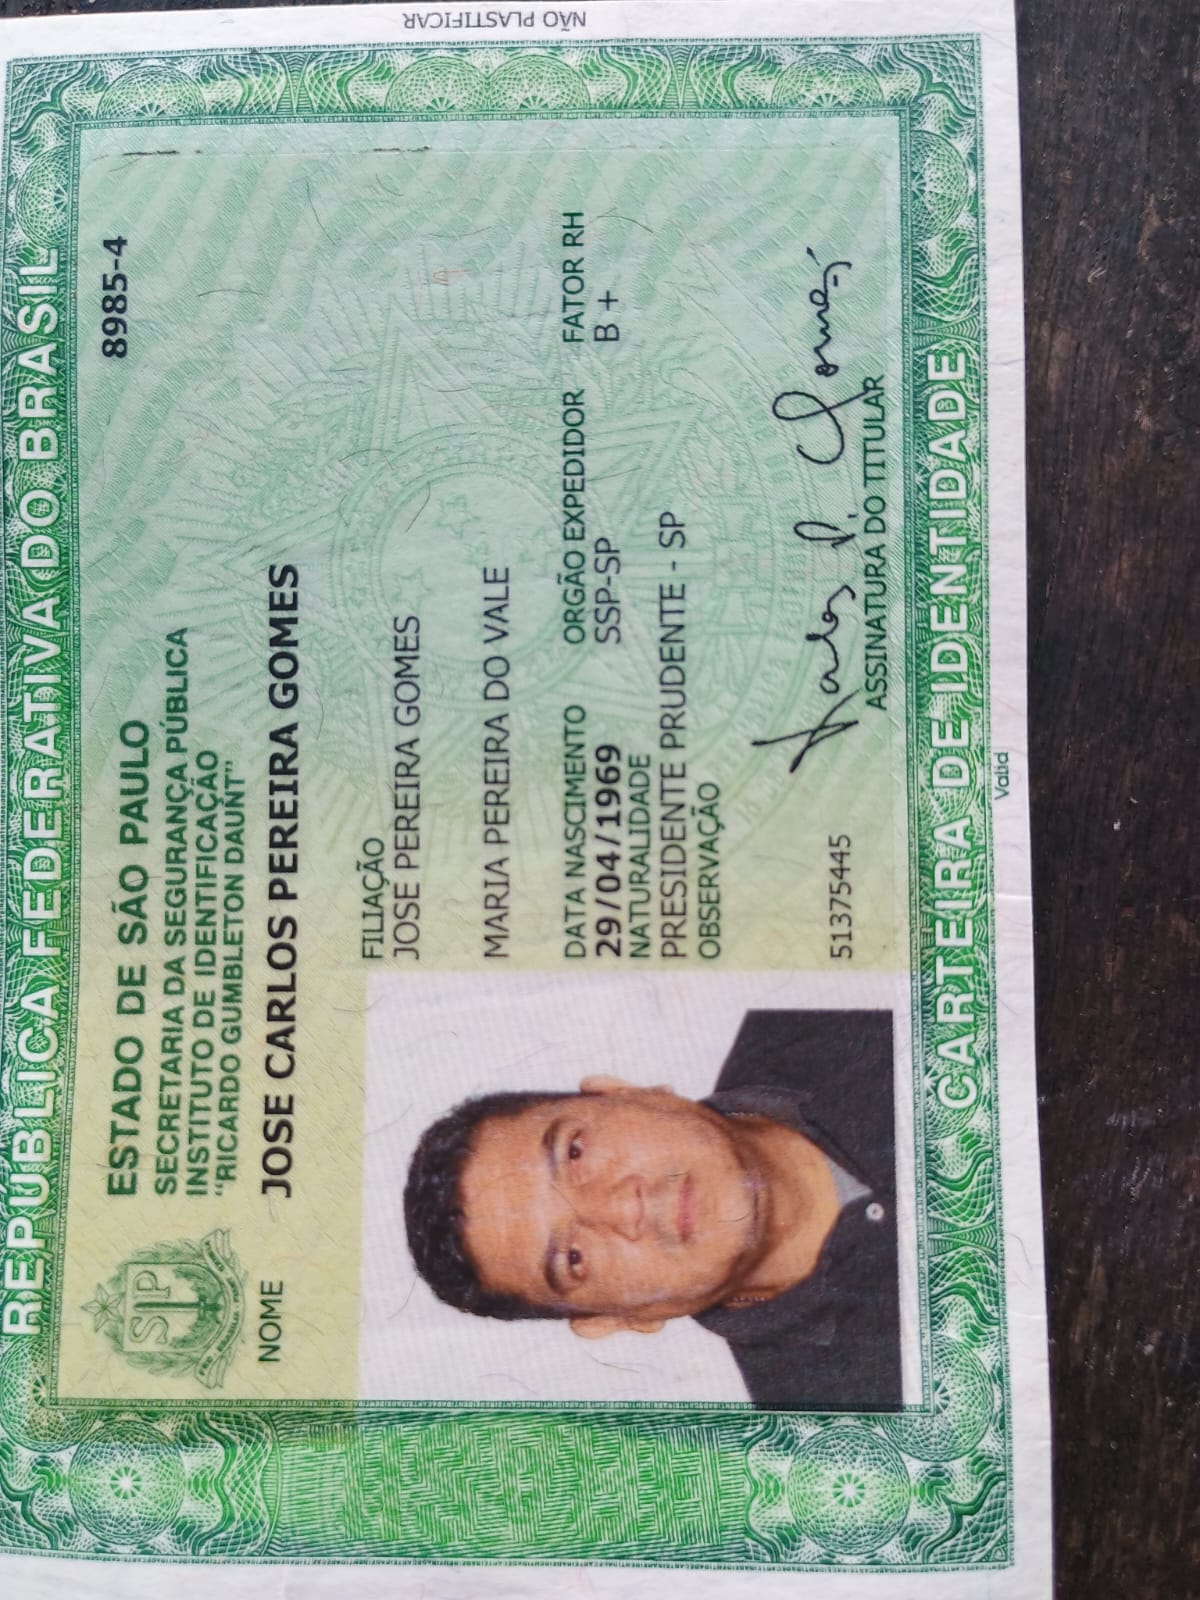 NÃO PLASTIFICAR
REPÚBLICA FEDERATIVA DO BRASIL
8985-4
ESTADO DE SÃO PAULO
SECRETARIA DA SEGURANÇA PÚBLICA
INSTITUTO DE IDENTIFICAÇÃO
"RICARDO GUMBLETON DAUNT"
SP
NOME JOSE CARLOS PEREIRA GOMES
FILIAÇÃO
JOSE PEREIRA GOMES
MARIA PEREIRA DO VALE
DATA NASCIMENTO ORGÃO EXPEDIDOR FATOR RH
29/04/1969 SSP-SP B +
NATURALIDADE
PRESIDENTE PRUDENTE - SP
OBSERVAÇÃO
51375445
ASSINATURA DO TITULAR
CARTEIRA DE IDENTIDADE
Valid